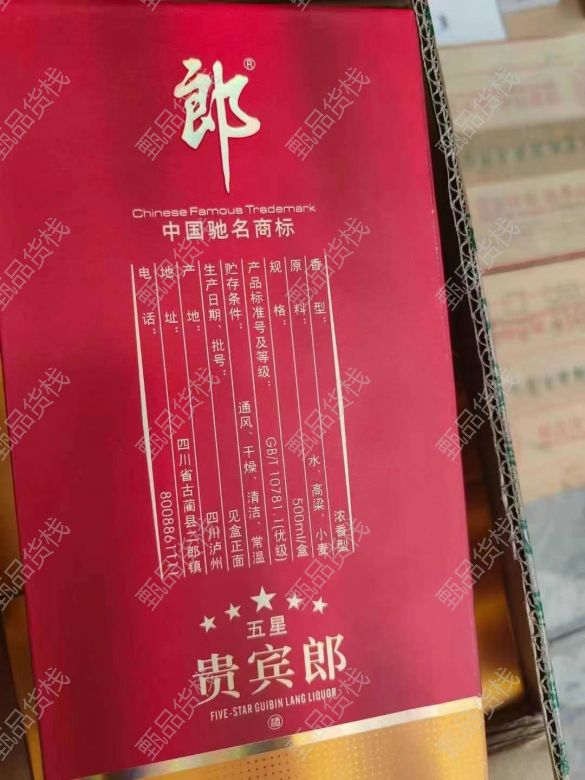 郎
®
Chinese Famous Trademark
中国驰名商标
香型：浓香型
原料：水、高粱、小麦
规格：500ml/盒
产品标准号及等级：GB/T 10781.1(优级)
贮存条件：通风、干燥、清洁、常温
生产日期、批号：见盒正面
产地：四川泸州
地址：四川省古蔺县二郎镇
电话：
五星
贵宾郎
FIVE-STAR GUIBIN LANG LIQUOR
甄品货栈